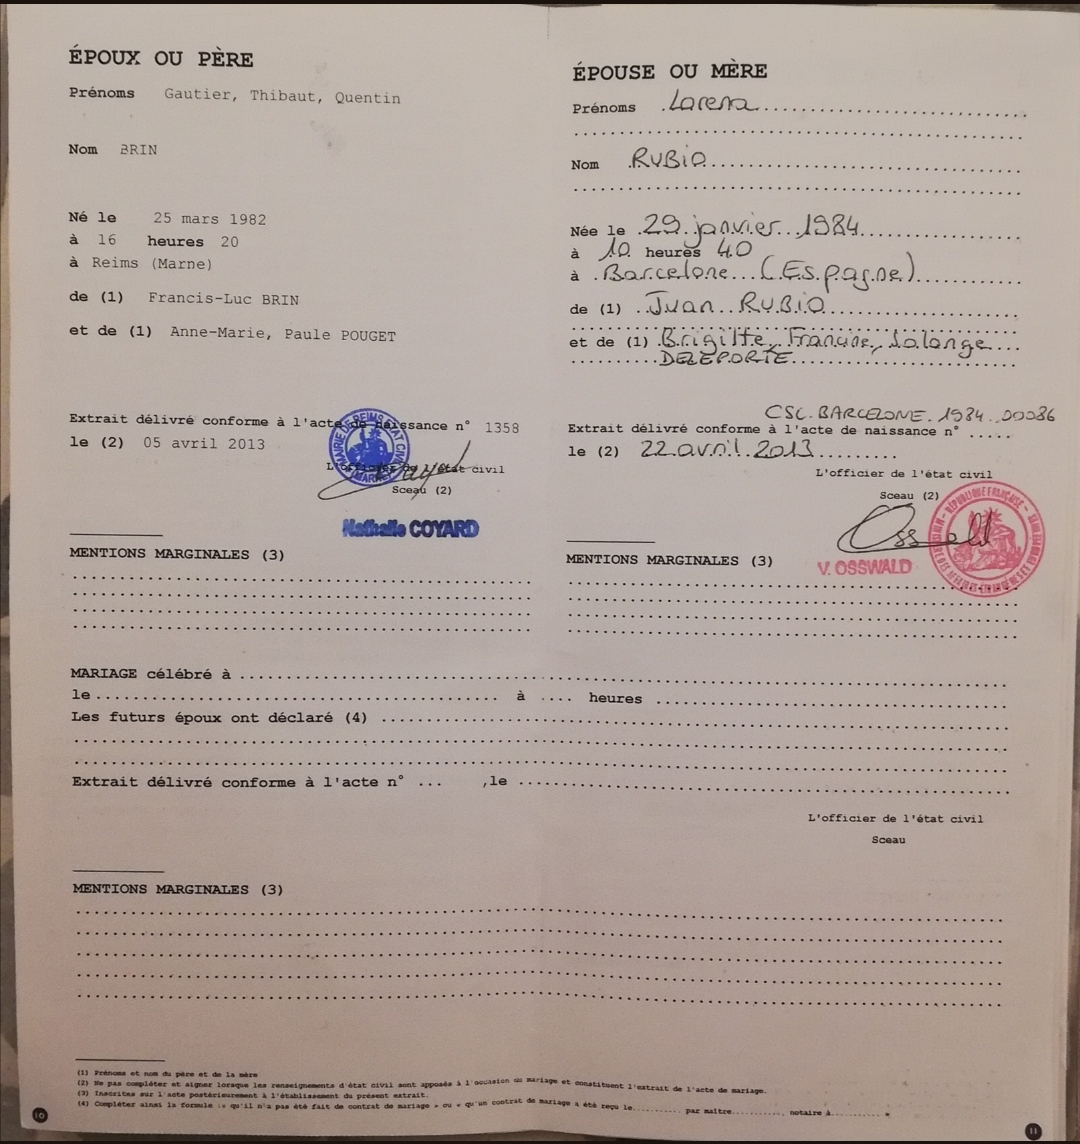 ÉPOUX OU PÈRE
Prénoms Gautier, Thibaut, Quentin
Nom BRIN
Né le 25 mars 1982
à 16 heures 20
à Reims (Marne)
de (1) Francis-Luc BRIN
et de (1) Anne-Marie, Paule POUGET
Extrait délivré conforme à l'acte de naissance n° 1358
le (2) 05 avril 2013
L'officier de l'état civil
Sceau (2)
MAIRIE DE REIMS ETAT CIVIL
(MARNE)
Nathalie COYARD
MENTIONS MARGINALES (3)
ÉPOUSE OU MÈRE
Prénoms Lorena
Nom RUBIO
Née le 29 janvier 1984
à 10 heures 40
à Barcelone (Espagne)
de (1) Juan RUBIO
et de (1) Brigitte, Francine, Solange
DELEPORTE
CSL.BARCELONE.1984.00086
Extrait délivré conforme à l'acte de naissance n° .....
le (2) 22 avril 2013
L'officier de l'état civil
Sceau (2)
RÉPUBLIQUE FRANÇAISE
V. OSSWALD
MENTIONS MARGINALES (3)
MARIAGE célébré à
le à .... heures
Les futurs époux ont déclaré (4)
Extrait délivré conforme à l'acte n° ... ,le
L'officier de l'état civil
Sceau
MENTIONS MARGINALES (3)
(1) Prénoms et nom du père et de la mère
(2) Ne pas compléter et signer lorsque les renseignements d'état civil sont apposés à l'occasion du mariage et constituent l'extrait de l'acte de mariage.
(3) Inscrites sur l'acte postérieurement à l'établissement du présent extrait.
(4) Compléter ainsi la formule : « qu'il n'a pas été fait de contrat de mariage » ou « qu'un contrat de mariage a été reçu le.......... par maître.........., notaire à.......... »
10
11